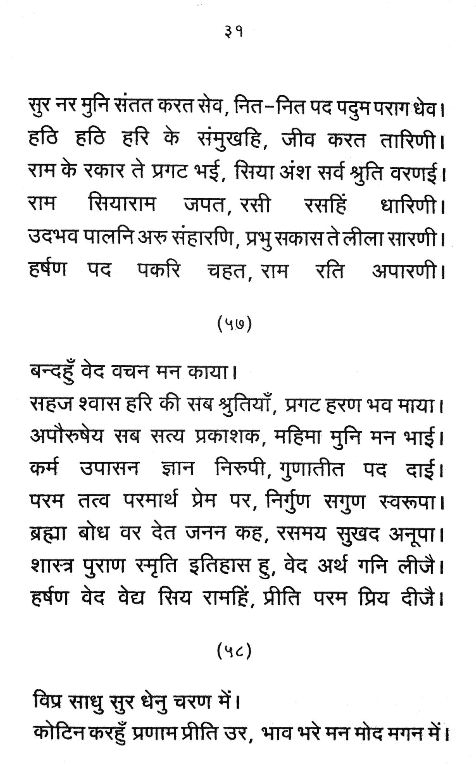 ३१
सुर नर मुनि संतत करत सेव, नित-नित पद पदुम पराग धेव।
हठि हठि हरि के संमुखहि, जीव करत तारिणी।
राम के रकार ते प्रगट भई, सिया अंश सर्व श्रुति वरणई।
राम सियाराम जपत, रसी रसहिं धारिणी।
उदभव पालनि अरु संहारणि, प्रभु सकास ते लीला सारणी।
हर्षण पद पकरि चहत, राम रति अपारणी।
(५७)
बन्दहुँ वेद वचन मन काया।
सहज श्वास हरि की सब श्रुतियाँ, प्रगट हरण भव माया।
अपौरुषेय सब सत्य प्रकाशक, महिमा मुनि मन भाई।
कर्म उपासन ज्ञान निरुपी, गुणातीत पद दाई।
परम तत्व परमार्थ प्रेम पर, निर्गुण सगुण स्वरूपा।
ब्रह्मा बोध वर देत जनन कह, रसमय सुखद अनूपा।
शास्त्र पुराण स्मृति इतिहास हु, वेद अर्थ गनि लीजै।
हर्षण वेद वेद्य सिय रामहिं, प्रीति परम प्रिय दीजै।
(५८)
विप्र साधु सुर धेनु चरण में।
कोटिन करहुँ प्रणाम प्रीति उर, भाव भरे मन मोद मगन में।